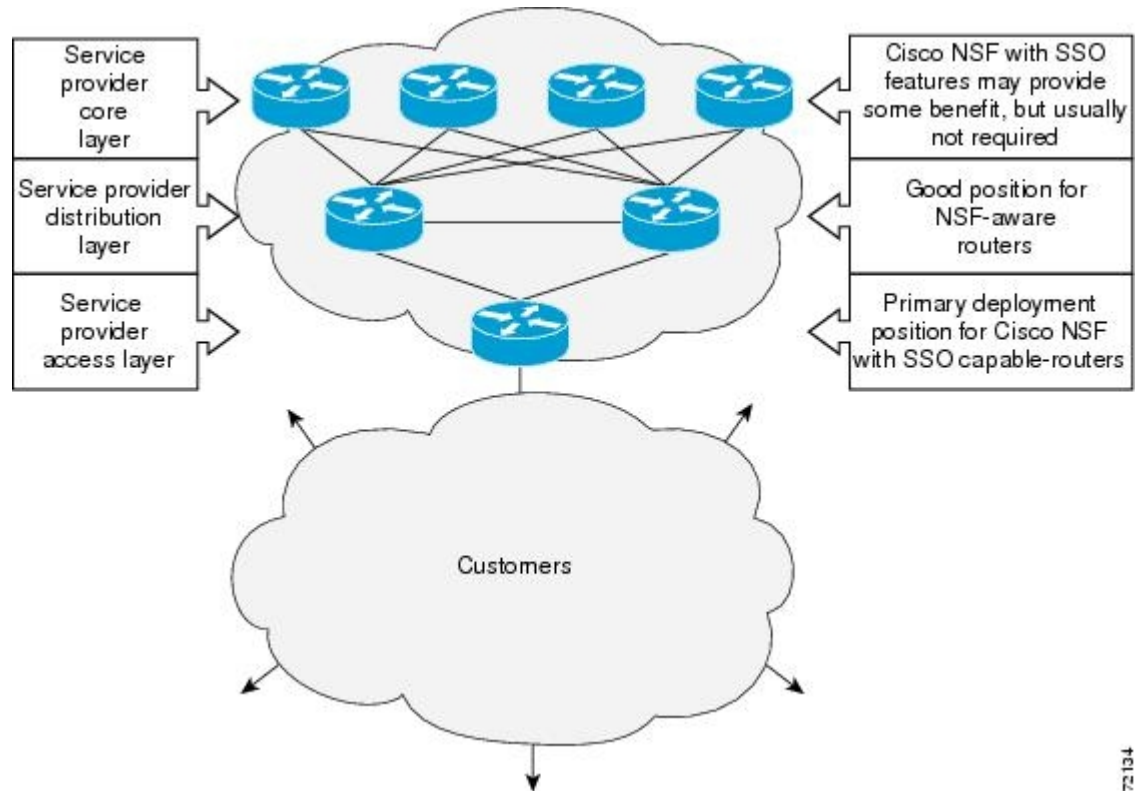 Service
provider
core
layer
Service provider
distribution
layer
Service
provider
access layer
Cisco NSF with SSO
features may provide
some benefit, but usually
not required
Good position for
NSF-aware
routers
Primary deployment
position for Cisco NSF
with SSO capable-routers
Customers
72134